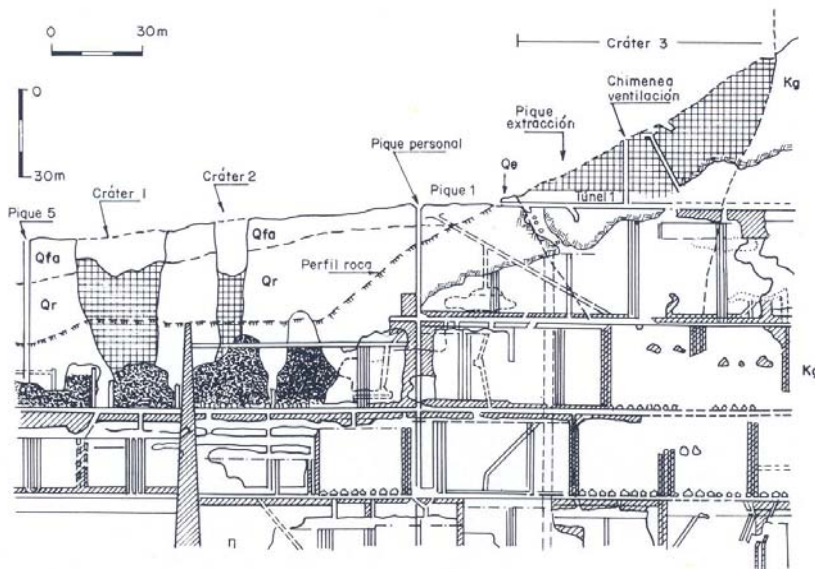 0 30m
Cráter 3
Kg
0
30m
Chimenea
ventilación
Pique
extracción
Pique personal
Qe
Cráter 2
Pique 1
Túnel 1
Cráter 1
Pique 5
Qfa
Qfa
Perfil roca
Qr
Qr
Kg